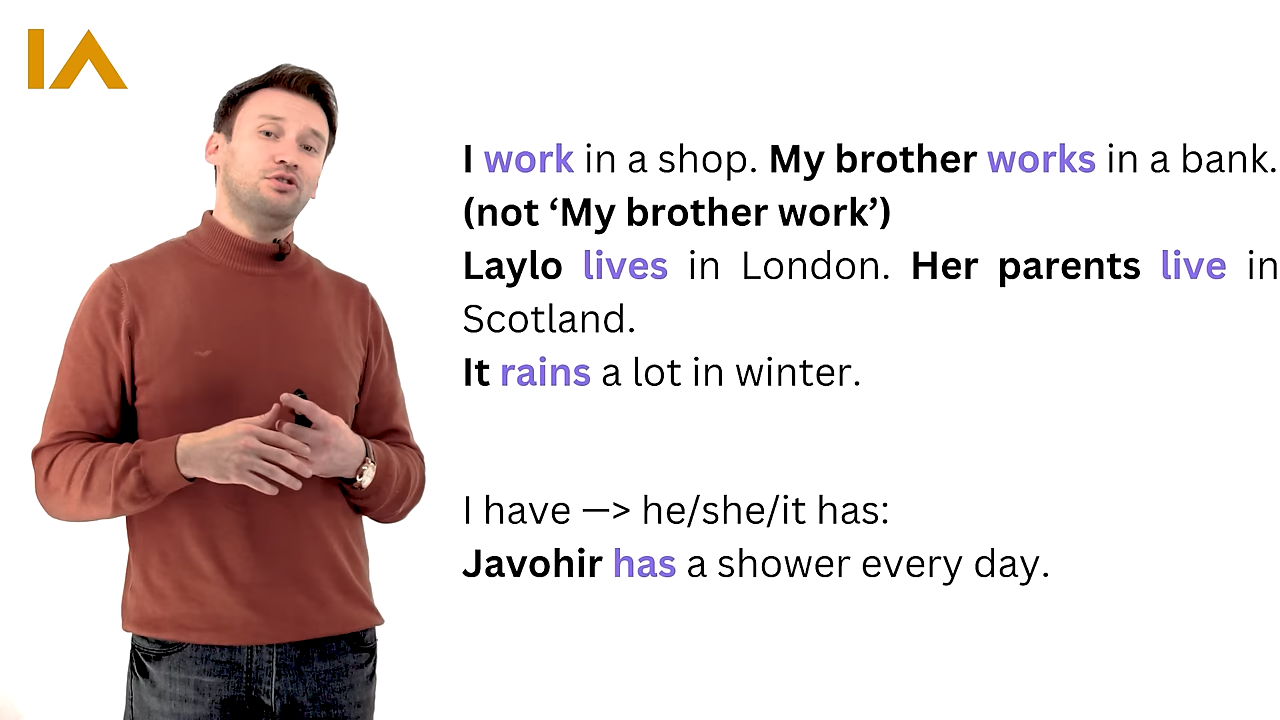 IA
I work in a shop. My brother works in a bank.
(not ‘My brother work’)
Laylo lives in London. Her parents live in
Scotland.
It rains a lot in winter.
I have —> he/she/it has:
Javohir has a shower every day.